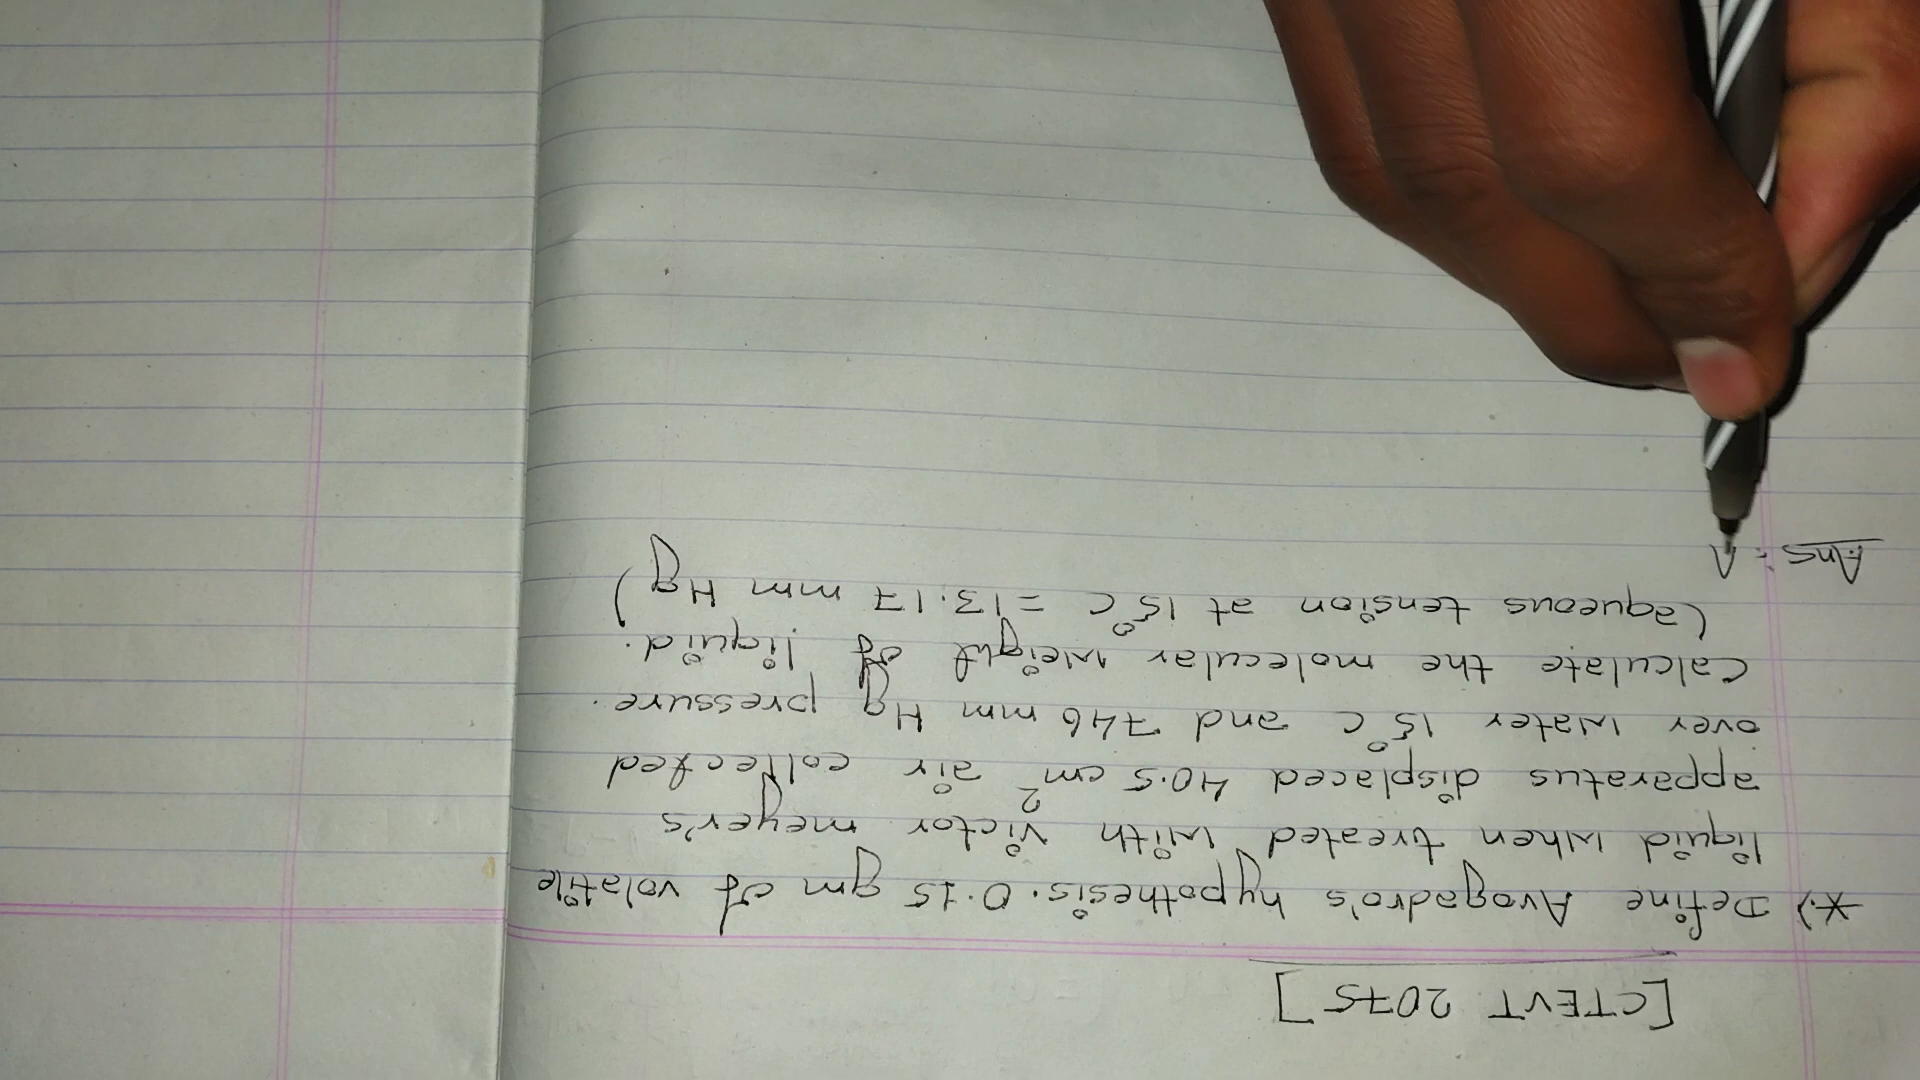 [CTEVT 2075]
*) Define Avogadro's hypothesis. 0.15 gm of volatile
liquid when treated with victor meyer's
apparatus displaced 40.5 cm² air collected
over water 15°C and 746 mm Hg pressure.
Calculate the molecular weight of liquid.
(aqueous tension at 15°C = 13.17 mm Hg)
Ans: